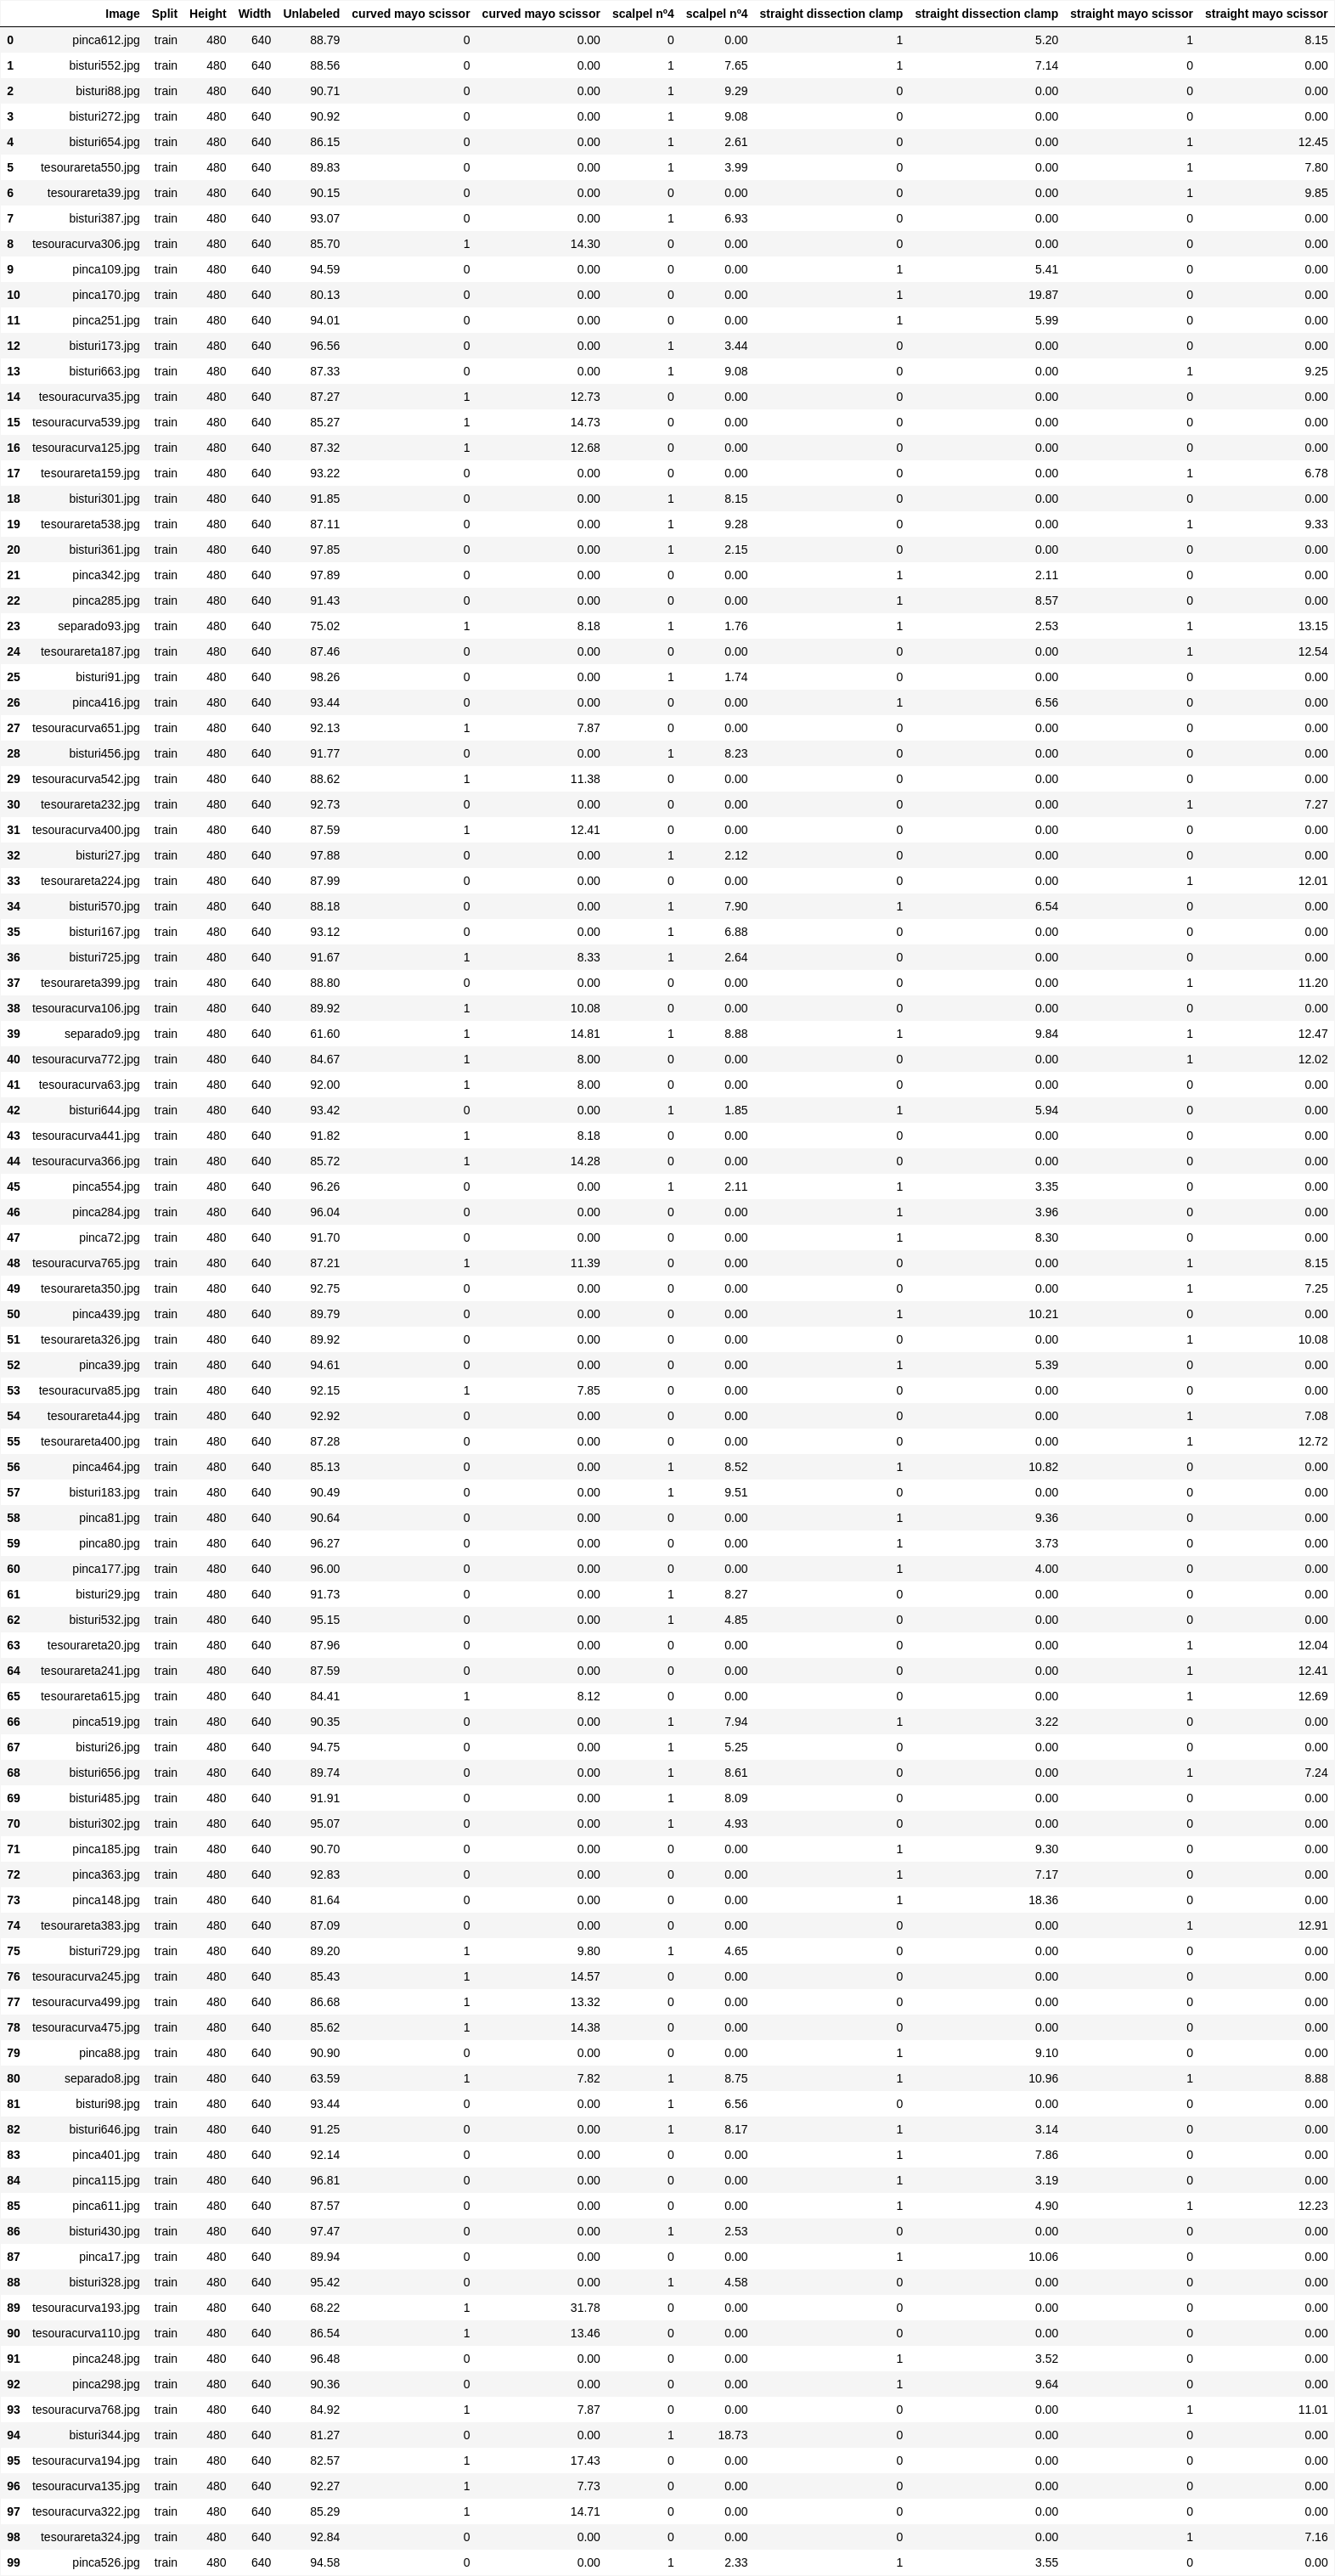 Image Split Height Width Unlabeled curved mayo scissor curved mayo scissor scalpel nº4 scalpel nº4 straight dissection clamp straight dissection clamp straight mayo scissor straight mayo scissor
0 pinca612.jpg train 480 640 88.79 0 0.00 0 0.00 1 5.20 1 8.15
1 bisturi552.jpg train 480 640 88.56 0 0.00 1 7.65 1 7.14 0 0.00
2 bisturi88.jpg train 480 640 90.71 0 0.00 1 9.29 0 0.00 0 0.00
3 bisturi272.jpg train 480 640 90.92 0 0.00 1 9.08 0 0.00 0 0.00
4 bisturi654.jpg train 480 640 86.15 0 0.00 1 2.61 0 0.00 1 12.45
5 tesourareta550.jpg train 480 640 89.83 0 0.00 1 3.99 0 0.00 1 7.80
6 tesourareta39.jpg train 480 640 90.15 0 0.00 0 0.00 0 0.00 1 9.85
7 bisturi387.jpg train 480 640 93.07 0 0.00 1 6.93 0 0.00 0 0.00
8 tesouracurva306.jpg train 480 640 85.70 1 14.30 0 0.00 0 0.00 0 0.00
9 pinca109.jpg train 480 640 94.59 0 0.00 0 0.00 1 5.41 0 0.00
10 pinca170.jpg train 480 640 80.13 0 0.00 0 0.00 1 19.87 0 0.00
11 pinca251.jpg train 480 640 94.01 0 0.00 0 0.00 1 5.99 0 0.00
12 bisturi173.jpg train 480 640 96.56 0 0.00 1 3.44 0 0.00 0 0.00
13 bisturi663.jpg train 480 640 87.33 0 0.00 1 9.08 0 0.00 1 9.25
14 tesouracurva35.jpg train 480 640 87.27 1 12.73 0 0.00 0 0.00 0 0.00
15 tesouracurva539.jpg train 480 640 85.27 1 14.73 0 0.00 0 0.00 0 0.00
16 tesouracurva125.jpg train 480 640 87.32 1 12.68 0 0.00 0 0.00 0 0.00
17 tesourareta159.jpg train 480 640 93.22 0 0.00 0 0.00 0 0.00 1 6.78
18 bisturi301.jpg train 480 640 91.85 0 0.00 1 8.15 0 0.00 0 0.00
19 tesourareta538.jpg train 480 640 87.11 0 0.00 1 9.28 0 0.00 1 9.33
20 bisturi361.jpg train 480 640 97.85 0 0.00 1 2.15 0 0.00 0 0.00
21 pinca342.jpg train 480 640 97.89 0 0.00 0 0.00 1 2.11 0 0.00
22 pinca285.jpg train 480 640 91.43 0 0.00 0 0.00 1 8.57 0 0.00
23 separado93.jpg train 480 640 75.02 1 8.18 1 1.76 1 2.53 1 13.15
24 tesourareta187.jpg train 480 640 87.46 0 0.00 0 0.00 0 0.00 1 12.54
25 bisturi91.jpg train 480 640 98.26 0 0.00 1 1.74 0 0.00 0 0.00
26 pinca416.jpg train 480 640 93.44 0 0.00 0 0.00 1 6.56 0 0.00
27 tesouracurva651.jpg train 480 640 92.13 1 7.87 0 0.00 0 0.00 0 0.00
28 bisturi456.jpg train 480 640 91.77 0 0.00 1 8.23 0 0.00 0 0.00
29 tesouracurva542.jpg train 480 640 88.62 1 11.38 0 0.00 0 0.00 0 0.00
30 tesourareta232.jpg train 480 640 92.73 0 0.00 0 0.00 0 0.00 1 7.27
31 tesouracurva400.jpg train 480 640 87.59 1 12.41 0 0.00 0 0.00 0 0.00
32 bisturi27.jpg train 480 640 97.88 0 0.00 1 2.12 0 0.00 0 0.00
33 tesourareta224.jpg train 480 640 87.99 0 0.00 0 0.00 0 0.00 1 12.01
34 bisturi570.jpg train 480 640 88.18 0 0.00 1 7.90 1 6.54 0 0.00
35 bisturi167.jpg train 480 640 93.12 0 0.00 1 6.88 0 0.00 0 0.00
36 bisturi725.jpg train 480 640 91.67 1 8.33 1 2.64 0 0.00 0 0.00
37 tesourareta399.jpg train 480 640 88.80 0 0.00 0 0.00 0 0.00 1 11.20
38 tesouracurva106.jpg train 480 640 89.92 1 10.08 0 0.00 0 0.00 0 0.00
39 separado9.jpg train 480 640 61.60 1 14.81 1 8.88 1 9.84 1 12.47
40 tesouracurva772.jpg train 480 640 84.67 1 8.00 0 0.00 0 0.00 1 12.02
41 tesouracurva63.jpg train 480 640 92.00 1 8.00 0 0.00 0 0.00 0 0.00
42 bisturi644.jpg train 480 640 93.42 0 0.00 1 1.85 1 5.94 0 0.00
43 tesouracurva441.jpg train 480 640 91.82 1 8.18 0 0.00 0 0.00 0 0.00
44 tesouracurva366.jpg train 480 640 85.72 1 14.28 0 0.00 0 0.00 0 0.00
45 pinca554.jpg train 480 640 96.26 0 0.00 1 2.11 1 3.35 0 0.00
46 pinca284.jpg train 480 640 96.04 0 0.00 0 0.00 1 3.96 0 0.00
47 pinca72.jpg train 480 640 91.70 0 0.00 0 0.00 1 8.30 0 0.00
48 tesouracurva765.jpg train 480 640 87.21 1 11.39 0 0.00 0 0.00 1 8.15
49 tesourareta350.jpg train 480 640 92.75 0 0.00 0 0.00 0 0.00 1 7.25
50 pinca439.jpg train 480 640 89.79 0 0.00 0 0.00 1 10.21 0 0.00
51 tesourareta326.jpg train 480 640 89.92 0 0.00 0 0.00 0 0.00 1 10.08
52 pinca39.jpg train 480 640 94.61 0 0.00 0 0.00 1 5.39 0 0.00
53 tesouracurva85.jpg train 480 640 92.15 1 7.85 0 0.00 0 0.00 0 0.00
54 tesourareta44.jpg train 480 640 92.92 0 0.00 0 0.00 0 0.00 1 7.08
55 tesourareta400.jpg train 480 640 87.28 0 0.00 0 0.00 0 0.00 1 12.72
56 pinca464.jpg train 480 640 85.13 0 0.00 1 8.52 1 10.82 0 0.00
57 bisturi183.jpg train 480 640 90.49 0 0.00 1 9.51 0 0.00 0 0.00
58 pinca81.jpg train 480 640 90.64 0 0.00 0 0.00 1 9.36 0 0.00
59 pinca80.jpg train 480 640 96.27 0 0.00 0 0.00 1 3.73 0 0.00
60 pinca177.jpg train 480 640 96.00 0 0.00 0 0.00 1 4.00 0 0.00
61 bisturi29.jpg train 480 640 91.73 0 0.00 1 8.27 0 0.00 0 0.00
62 bisturi532.jpg train 480 640 95.15 0 0.00 1 4.85 0 0.00 0 0.00
63 tesourareta20.jpg train 480 640 87.96 0 0.00 0 0.00 0 0.00 1 12.04
64 tesourareta241.jpg train 480 640 87.59 0 0.00 0 0.00 0 0.00 1 12.41
65 tesourareta615.jpg train 480 640 84.41 1 8.12 0 0.00 0 0.00 1 12.69
66 pinca519.jpg train 480 640 90.35 0 0.00 1 7.94 1 3.22 0 0.00
67 bisturi26.jpg train 480 640 94.75 0 0.00 1 5.25 0 0.00 0 0.00
68 bisturi656.jpg train 480 640 89.74 0 0.00 1 8.61 0 0.00 1 7.24
69 bisturi485.jpg train 480 640 91.91 0 0.00 1 8.09 0 0.00 0 0.00
70 bisturi302.jpg train 480 640 95.07 0 0.00 1 4.93 0 0.00 0 0.00
71 pinca185.jpg train 480 640 90.70 0 0.00 0 0.00 1 9.30 0 0.00
72 pinca363.jpg train 480 640 92.83 0 0.00 0 0.00 1 7.17 0 0.00
73 pinca148.jpg train 480 640 81.64 0 0.00 0 0.00 1 18.36 0 0.00
74 tesourareta383.jpg train 480 640 87.09 0 0.00 0 0.00 0 0.00 1 12.91
75 bisturi729.jpg train 480 640 89.20 1 9.80 1 4.65 0 0.00 0 0.00
76 tesouracurva245.jpg train 480 640 85.43 1 14.57 0 0.00 0 0.00 0 0.00
77 tesouracurva499.jpg train 480 640 86.68 1 13.32 0 0.00 0 0.00 0 0.00
78 tesouracurva475.jpg train 480 640 85.62 1 14.38 0 0.00 0 0.00 0 0.00
79 pinca88.jpg train 480 640 90.90 0 0.00 0 0.00 1 9.10 0 0.00
80 separado8.jpg train 480 640 63.59 1 7.82 1 8.75 1 10.96 1 8.88
81 bisturi98.jpg train 480 640 93.44 0 0.00 1 6.56 0 0.00 0 0.00
82 bisturi646.jpg train 480 640 91.25 0 0.00 1 8.17 1 3.14 0 0.00
83 pinca401.jpg train 480 640 92.14 0 0.00 0 0.00 1 7.86 0 0.00
84 pinca115.jpg train 480 640 96.81 0 0.00 0 0.00 1 3.19 0 0.00
85 pinca611.jpg train 480 640 87.57 0 0.00 0 0.00 1 4.90 1 12.23
86 bisturi430.jpg train 480 640 97.47 0 0.00 1 2.53 0 0.00 0 0.00
87 pinca17.jpg train 480 640 89.94 0 0.00 0 0.00 1 10.06 0 0.00
88 bisturi328.jpg train 480 640 95.42 0 0.00 1 4.58 0 0.00 0 0.00
89 tesouracurva193.jpg train 480 640 68.22 1 31.78 0 0.00 0 0.00 0 0.00
90 tesouracurva110.jpg train 480 640 86.54 1 13.46 0 0.00 0 0.00 0 0.00
91 pinca248.jpg train 480 640 96.48 0 0.00 0 0.00 1 3.52 0 0.00
92 pinca298.jpg train 480 640 90.36 0 0.00 0 0.00 1 9.64 0 0.00
93 tesouracurva768.jpg train 480 640 84.92 1 7.87 0 0.00 0 0.00 1 11.01
94 bisturi344.jpg train 480 640 81.27 0 0.00 1 18.73 0 0.00 0 0.00
95 tesouracurva194.jpg train 480 640 82.57 1 17.43 0 0.00 0 0.00 0 0.00
96 tesouracurva135.jpg train 480 640 92.27 1 7.73 0 0.00 0 0.00 0 0.00
97 tesouracurva322.jpg train 480 640 85.29 1 14.71 0 0.00 0 0.00 0 0.00
98 tesourareta324.jpg train 480 640 92.84 0 0.00 0 0.00 0 0.00 1 7.16
99 pinca526.jpg train 480 640 94.58 0 0.00 1 2.33 1 3.55 0 0.00